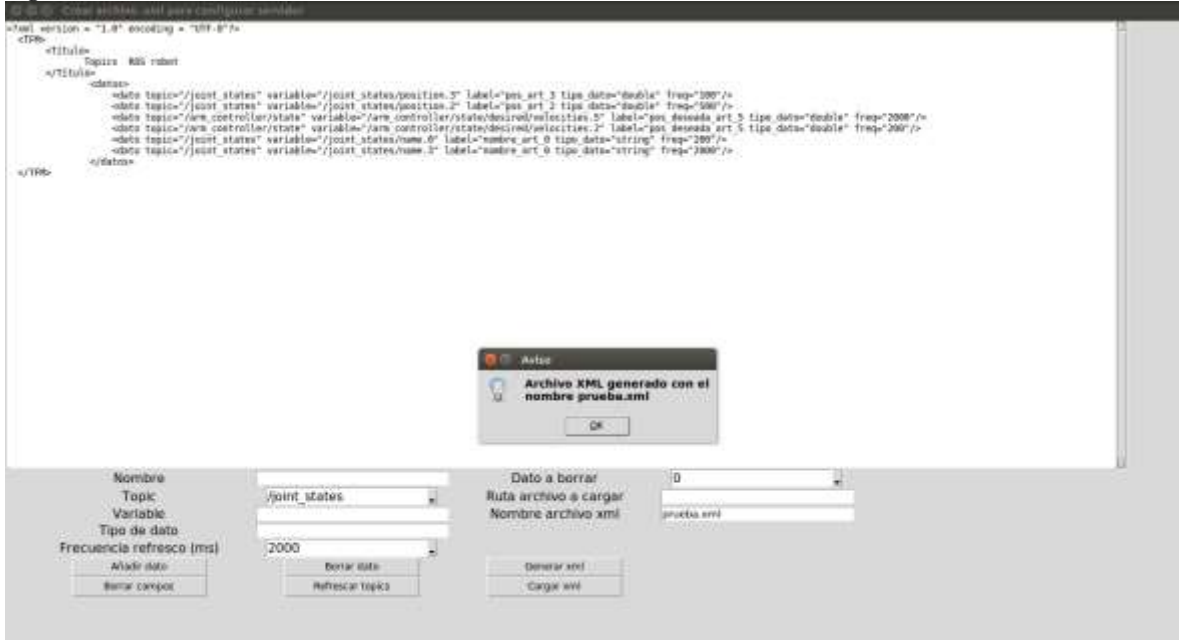 Crear archivo .xml para configurar servidor
<?xml version = "1.0" encoding = "UTF-8"?>
<TPM>
<Titulo>
Topics ROS robot
</Titulo>
<datos>
<dato topic="/joint_states" variable="/joint_states/position.3" label="pos_art_3 tipo_dato="double" freq="100"/>
<dato topic="/joint_states" variable="/joint_states/position.2" label="pos_art_2 tipo_dato="double" freq="500"/>
<dato topic="/arm_controller/state" variable="/arm_controller/state/desired/velocities.5" label="pos_deseada_art_5 tipo_dato="double" freq="2000"/>
<dato topic="/arm_controller/state" variable="/arm_controller/state/desired/velocities.2" label="pos_deseada_art_5 tipo_dato="double" freq="200"/>
<dato topic="/joint_states" variable="/joint_states/name.0" label="nombre_art_0 tipo_dato="string" freq="200"/>
<dato topic="/joint_states" variable="/joint_states/name.3" label="nombre_art_0 tipo_dato="string" freq="2000"/>
</datos>
</TPM>
Aviso
Archivo XML generado con el
nombre prueba.xml
OK
Nombre Dato a borrar 0
Topic /joint_states Ruta archivo a cargar
Variable Nombre archivo xml prueba.xml
Tipo de dato
Frecuencia refresco (ms) 2000
Añadir dato Borrar dato Generar xml
Borrar campos Refrescar topics Cargar xml